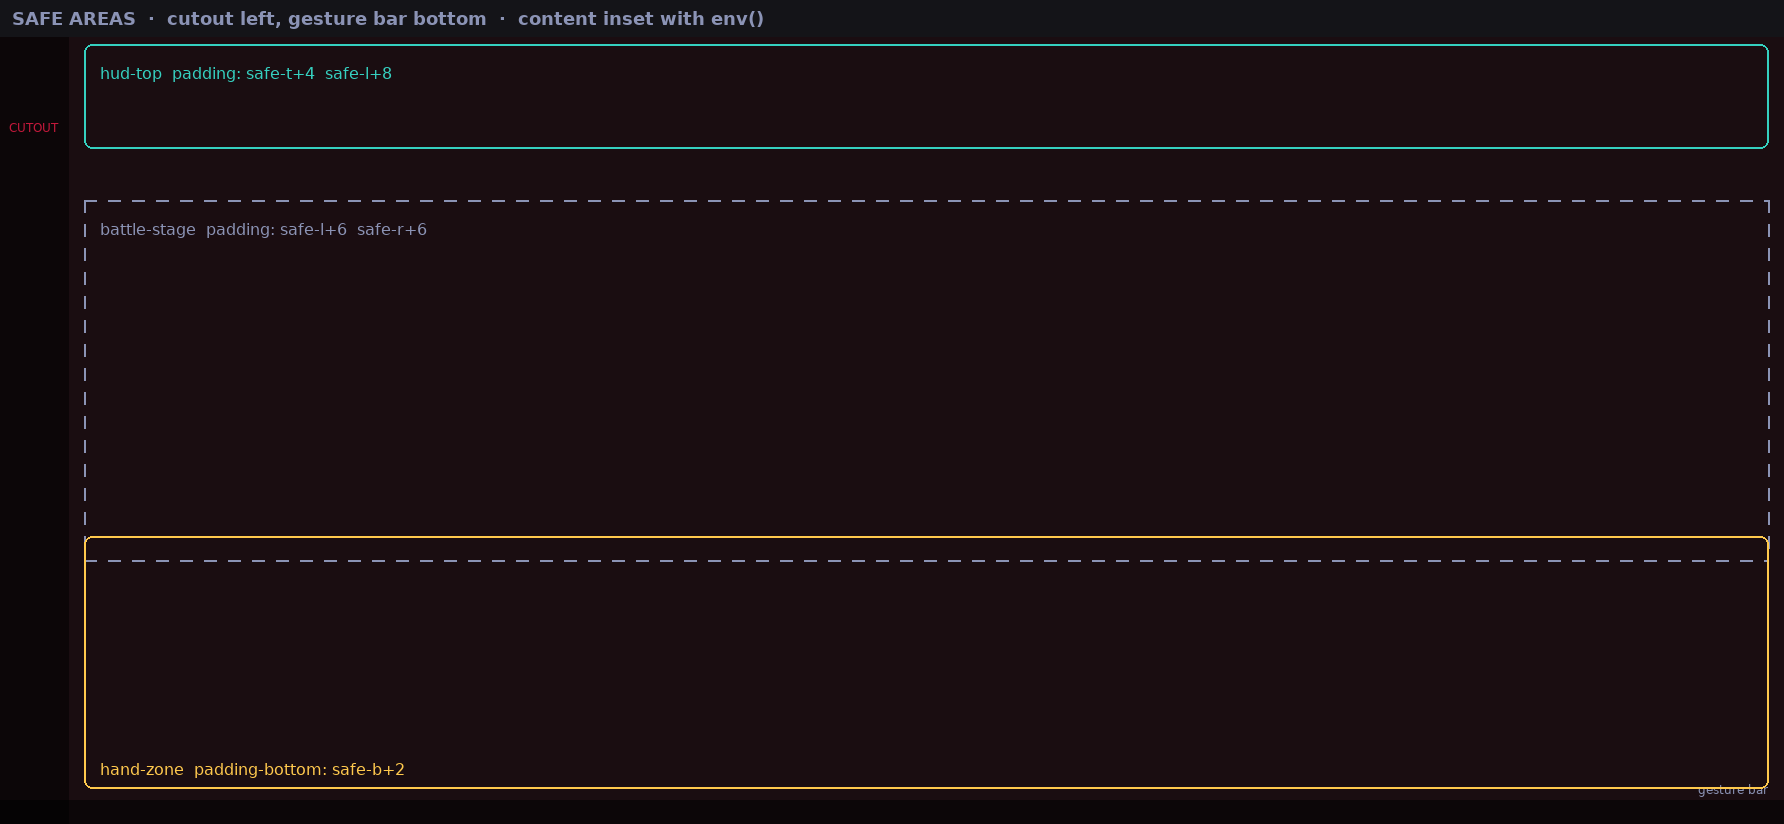 SAFE AREAS · cutout left, gesture bar bottom · content inset with env()
hud-top padding: safe-t+4 safe-l+8
CUTOUT
battle-stage padding: safe-l+6 safe-r+6
hand-zone padding-bottom: safe-b+2
gesture bar